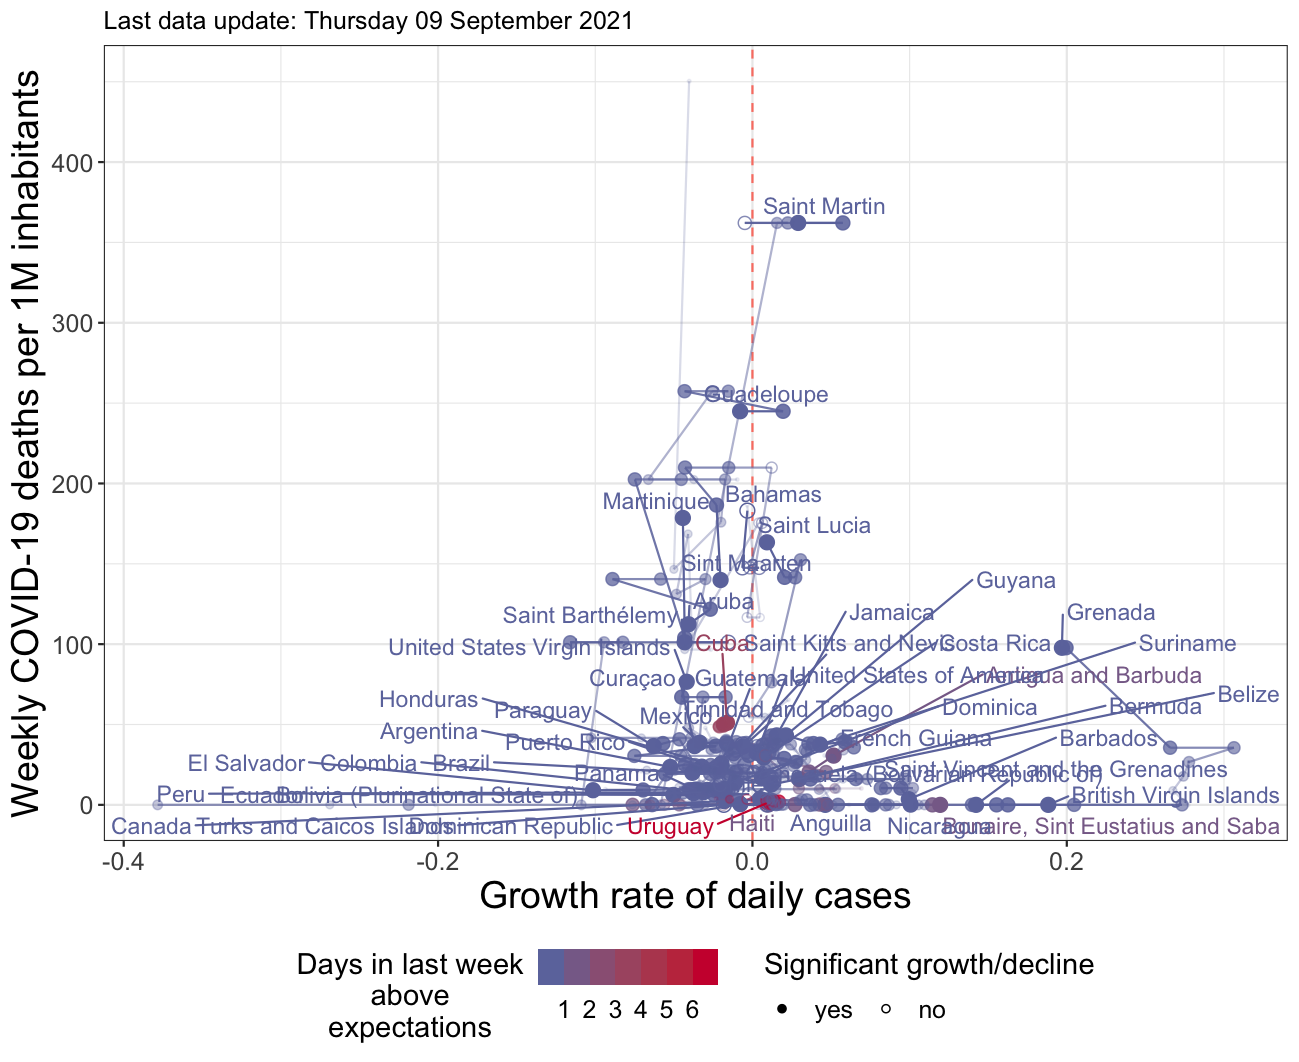 Last data update: Thursday 09 September 2021
Weekly COVID-19 deaths per 1M inhabitants
400
300
200
100
0
Saint Martin
Guadeloupe
Martinique
Bahamas
Saint Lucia
Sint Maarten
Guyana
Aruba
Saint Barthélemy
Jamaica
Grenada
United States Virgin Islands
Cuba
Saint Kitts and Nevis
Costa Rica
Suriname
Curaçao
Guatemala
United States of America
Antigua and Barbuda
Honduras
Paraguay
Mexico
Trinidad and Tobago
Dominica
Bermuda
Belize
Argentina
Puerto Rico
French Guiana
Barbados
El Salvador
Colombia
Brazil
Panama
(Bolivarian Republic of)
Saint Vincent and the Grenadines
Peru
Ecuador
Bolivia (Plurinational State of)
British Virgin Islands
Canada
Turks and Caicos Islands
Dominican Republic
Uruguay
Haiti
Anguilla
Nicaragua
Bonaire, Sint Eustatius and Saba
-0.4
-0.2
0.0
0.2
Growth rate of daily cases
Days in last week
above
expectations
1 2 3 4 5 6
Significant growth/decline
yes
no